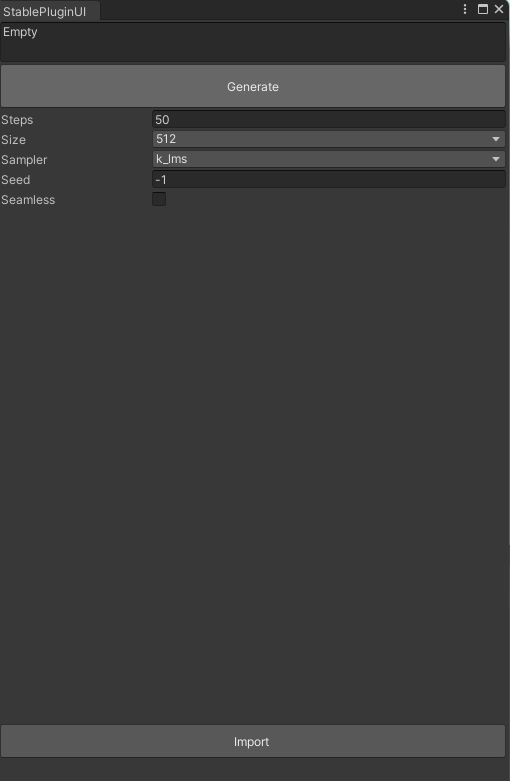 StablePluginUI
Empty
Generate
Steps 50
Size 512
Sampler k_lms
Seed -1
Seamless
Import